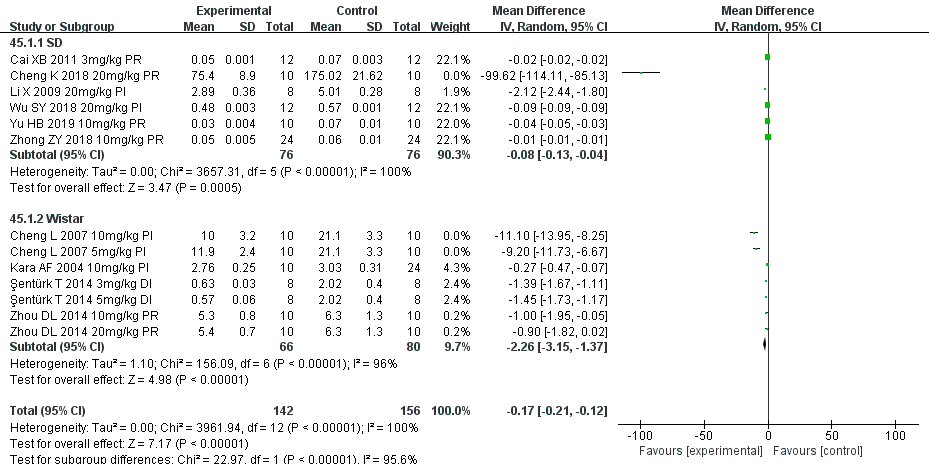 Experimental Control Mean Difference Mean Difference
Study or Subgroup Mean SD Total Mean SD Total Weight IV, Random, 95% CI IV, Random, 95% CI
45.1.1 SD
Cai XB 2011 3mg/kg PR 0.05 0.001 12 0.07 0.003 12 22.1% -0.02 [-0.02, -0.02]
Cheng K 2018 20mg/kg PR 75.4 8.9 10 175.02 21.62 10 0.0% -99.62 [-114.11, -85.13]
Li X 2009 20mg/kg PI 2.89 0.36 8 5.01 0.28 8 1.9% -2.12 [-2.44, -1.80]
Wu SY 2018 20mg/kg PI 0.48 0.003 12 0.57 0.001 12 22.1% -0.09 [-0.09, -0.09]
Yu HB 2019 10mg/kg PR 0.03 0.004 10 0.07 0.01 10 22.0% -0.04 [-0.05, -0.03]
Zhong ZY 2018 10mg/kg PR 0.05 0.005 24 0.06 0.01 24 22.1% -0.01 [-0.01, -0.01]
Subtotal (95% CI) 76 76 90.3% -0.08 [-0.13, -0.04]
Heterogeneity: Tau² = 0.00; Chi² = 3657.31, df = 5 (P < 0.00001); I² = 100%
Test for overall effect: Z = 3.47 (P = 0.0005)
45.1.2 Wistar
Cheng L 2007 10mg/kg PI 10 3.2 10 21.1 3.3 10 0.0% -11.10 [-13.95, -8.25]
Cheng L 2007 5mg/kg PI 11.9 2.4 10 21.1 3.3 10 0.0% -9.20 [-11.73, -6.67]
Kara AF 2004 10mg/kg PI 2.76 0.25 10 3.03 0.31 24 4.3% -0.27 [-0.47, -0.07]
Şentürk T 2014 3mg/kg DI 0.63 0.03 8 2.02 0.4 8 2.4% -1.39 [-1.67, -1.11]
Şentürk T 2014 5mg/kg DI 0.57 0.06 8 2.02 0.4 8 2.4% -1.45 [-1.73, -1.17]
Zhou DL 2014 10mg/kg PR 5.3 0.8 10 6.3 1.3 10 0.2% -1.00 [-1.95, -0.05]
Zhou DL 2014 20mg/kg PR 5.4 0.7 10 6.3 1.3 10 0.2% -0.90 [-1.82, 0.02]
Subtotal (95% CI) 66 80 9.7% -2.26 [-3.15, -1.37]
Heterogeneity: Tau² = 1.10; Chi² = 156.09, df = 6 (P < 0.00001); I² = 96%
Test for overall effect: Z = 4.98 (P < 0.00001)
Total (95% CI) 142 156 100.0% -0.17 [-0.21, -0.12]
Heterogeneity: Tau² = 0.00; Chi² = 3961.94, df = 12 (P < 0.00001); I² = 100%
Test for overall effect: Z = 7.17 (P < 0.00001)
Test for subgroup differences: Chi² = 22.97, df = 1 (P < 0.00001), I² = 95.6%
-100 -50 0 50 100
Favours [experimental] Favours [control]